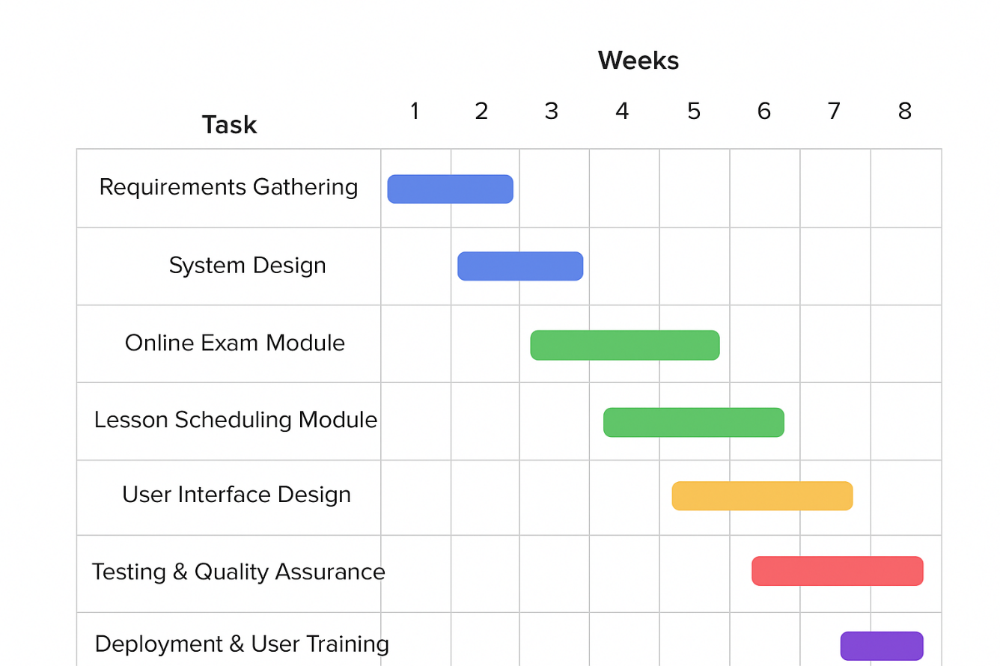 Weeks
Task 1 2 3 4 5 6 7 8
Requirements Gathering
System Design
Online Exam Module
Lesson Scheduling Module
User Interface Design
Testing & Quality Assurance
Deployment & User Training